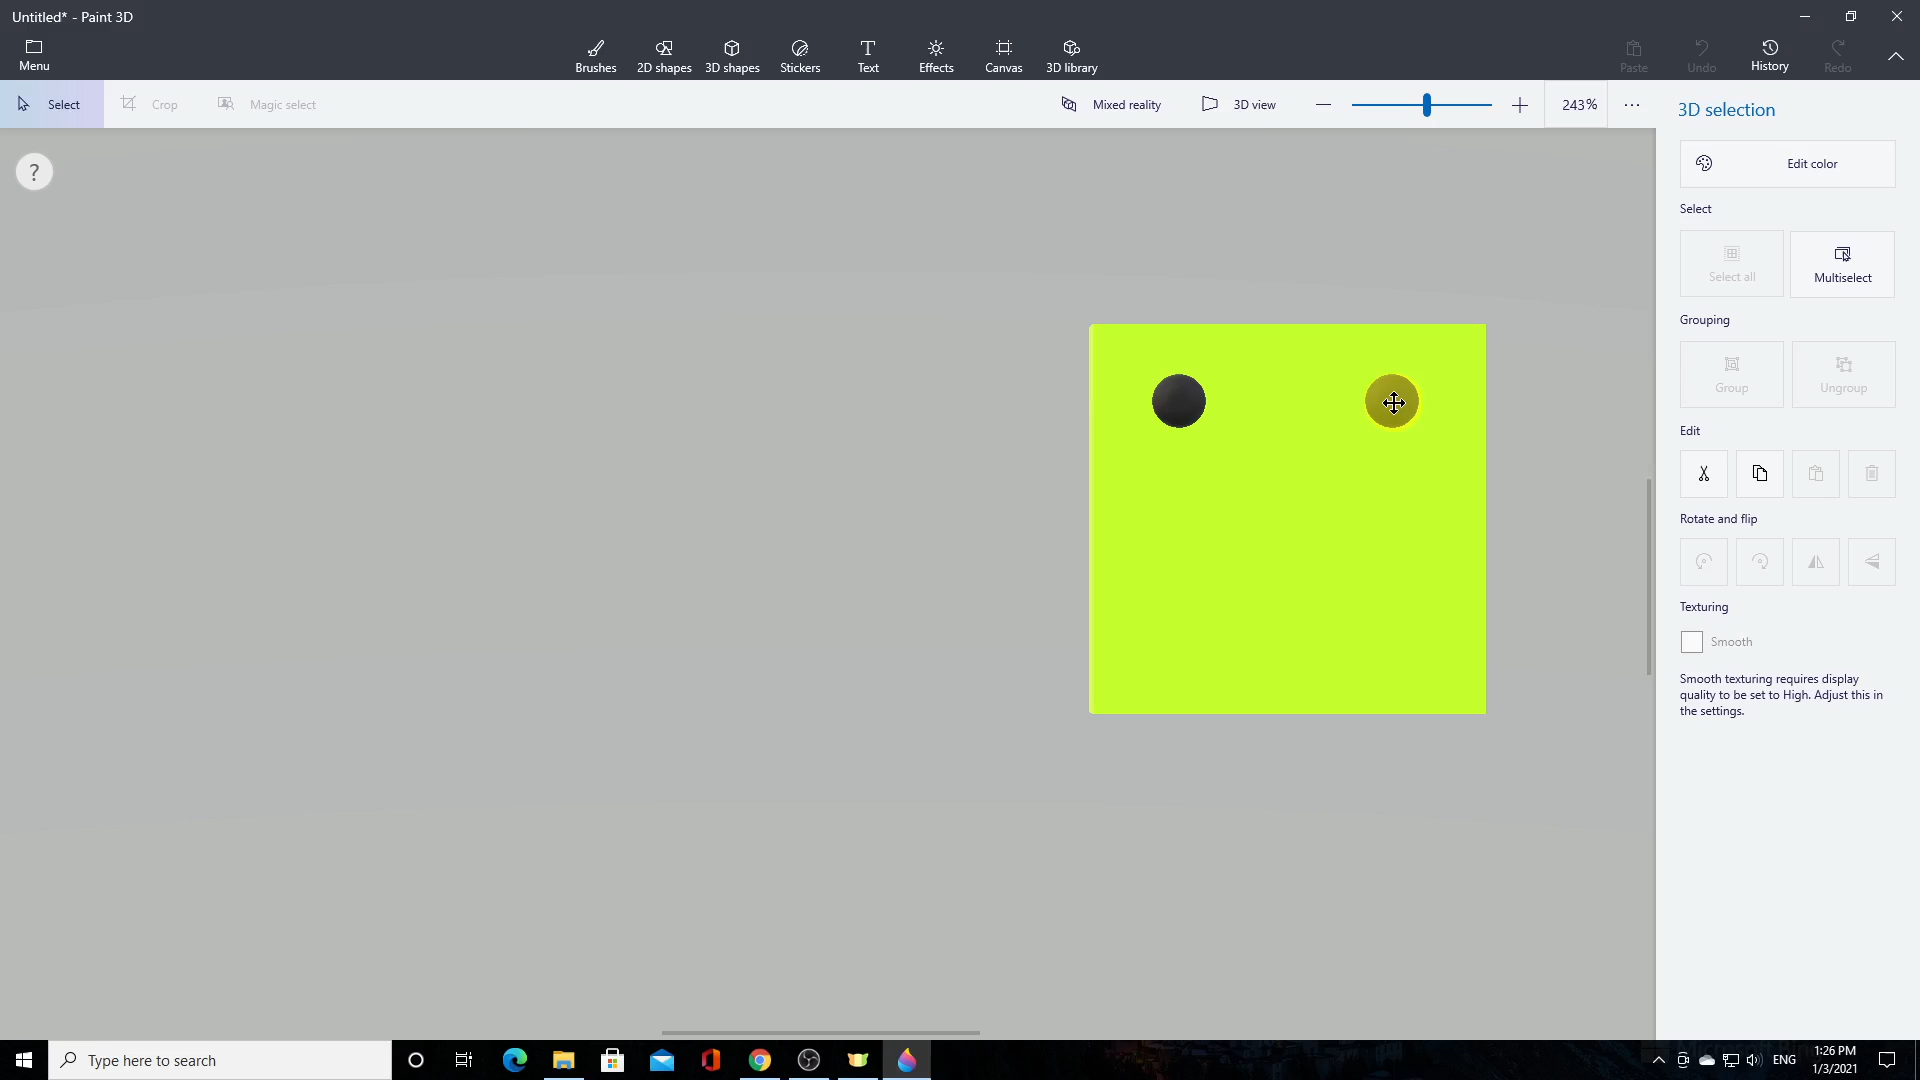 Untitled* - Paint 3D
Menu
Brushes
2D shapes
3D shapes
Stickers
Text
Effects
Canvas
3D library
Paste
Undo
History
Redo
Select
Crop
Magic select
Mixed reality
3D view
243%
3D selection
?
Edit color
Select
Select all
Multiselect
Grouping
Group
Ungroup
Edit
Rotate and flip
Texturing
Smooth
Smooth texturing requires display
quality to be set to High. Adjust this in
the settings.
Type here to search
ENG
1:26 PM
1/3/2021